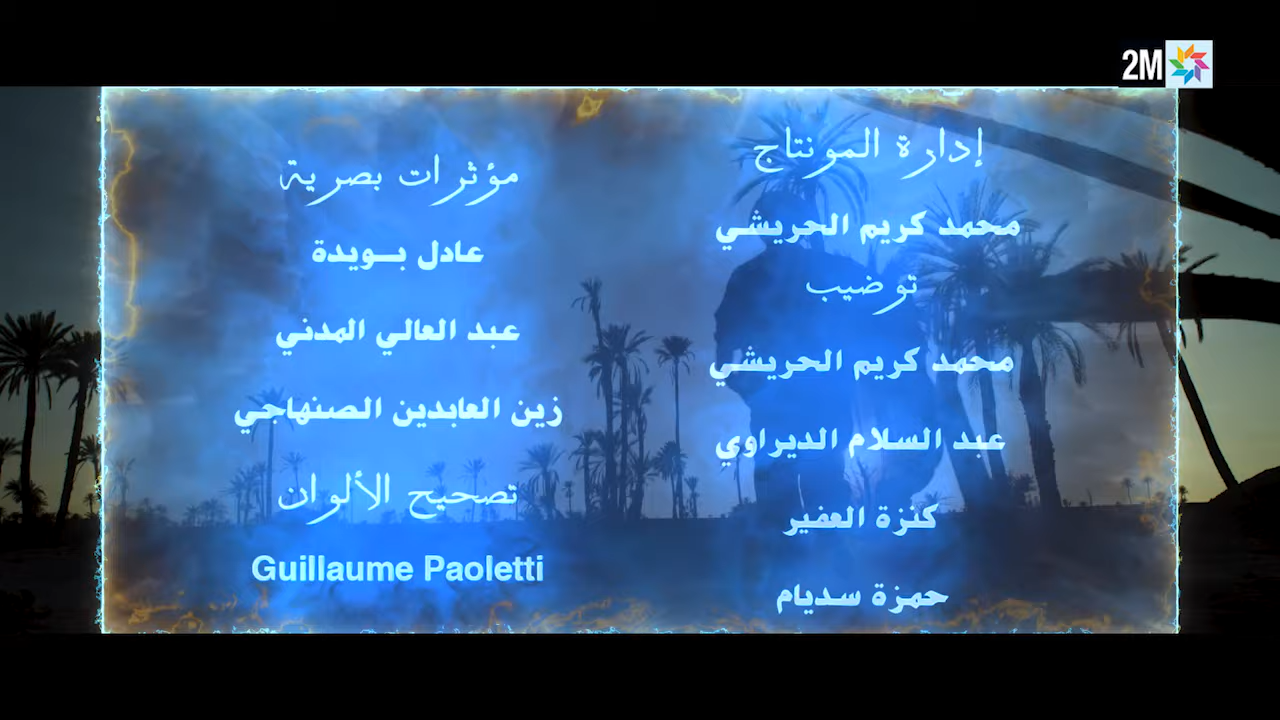 2M
إدارة المونتاج
محمد كريم الحريشي
توضيب
محمد كريم الحريشي
عبد السلام الديراوي
كنزة العفير
حمزة سديام
مؤثرات بصرية
عادل بويدة
عبد العالي المدني
زين العابدين الصنهاجي
تصحيح الألوان
Guillaume Paoletti